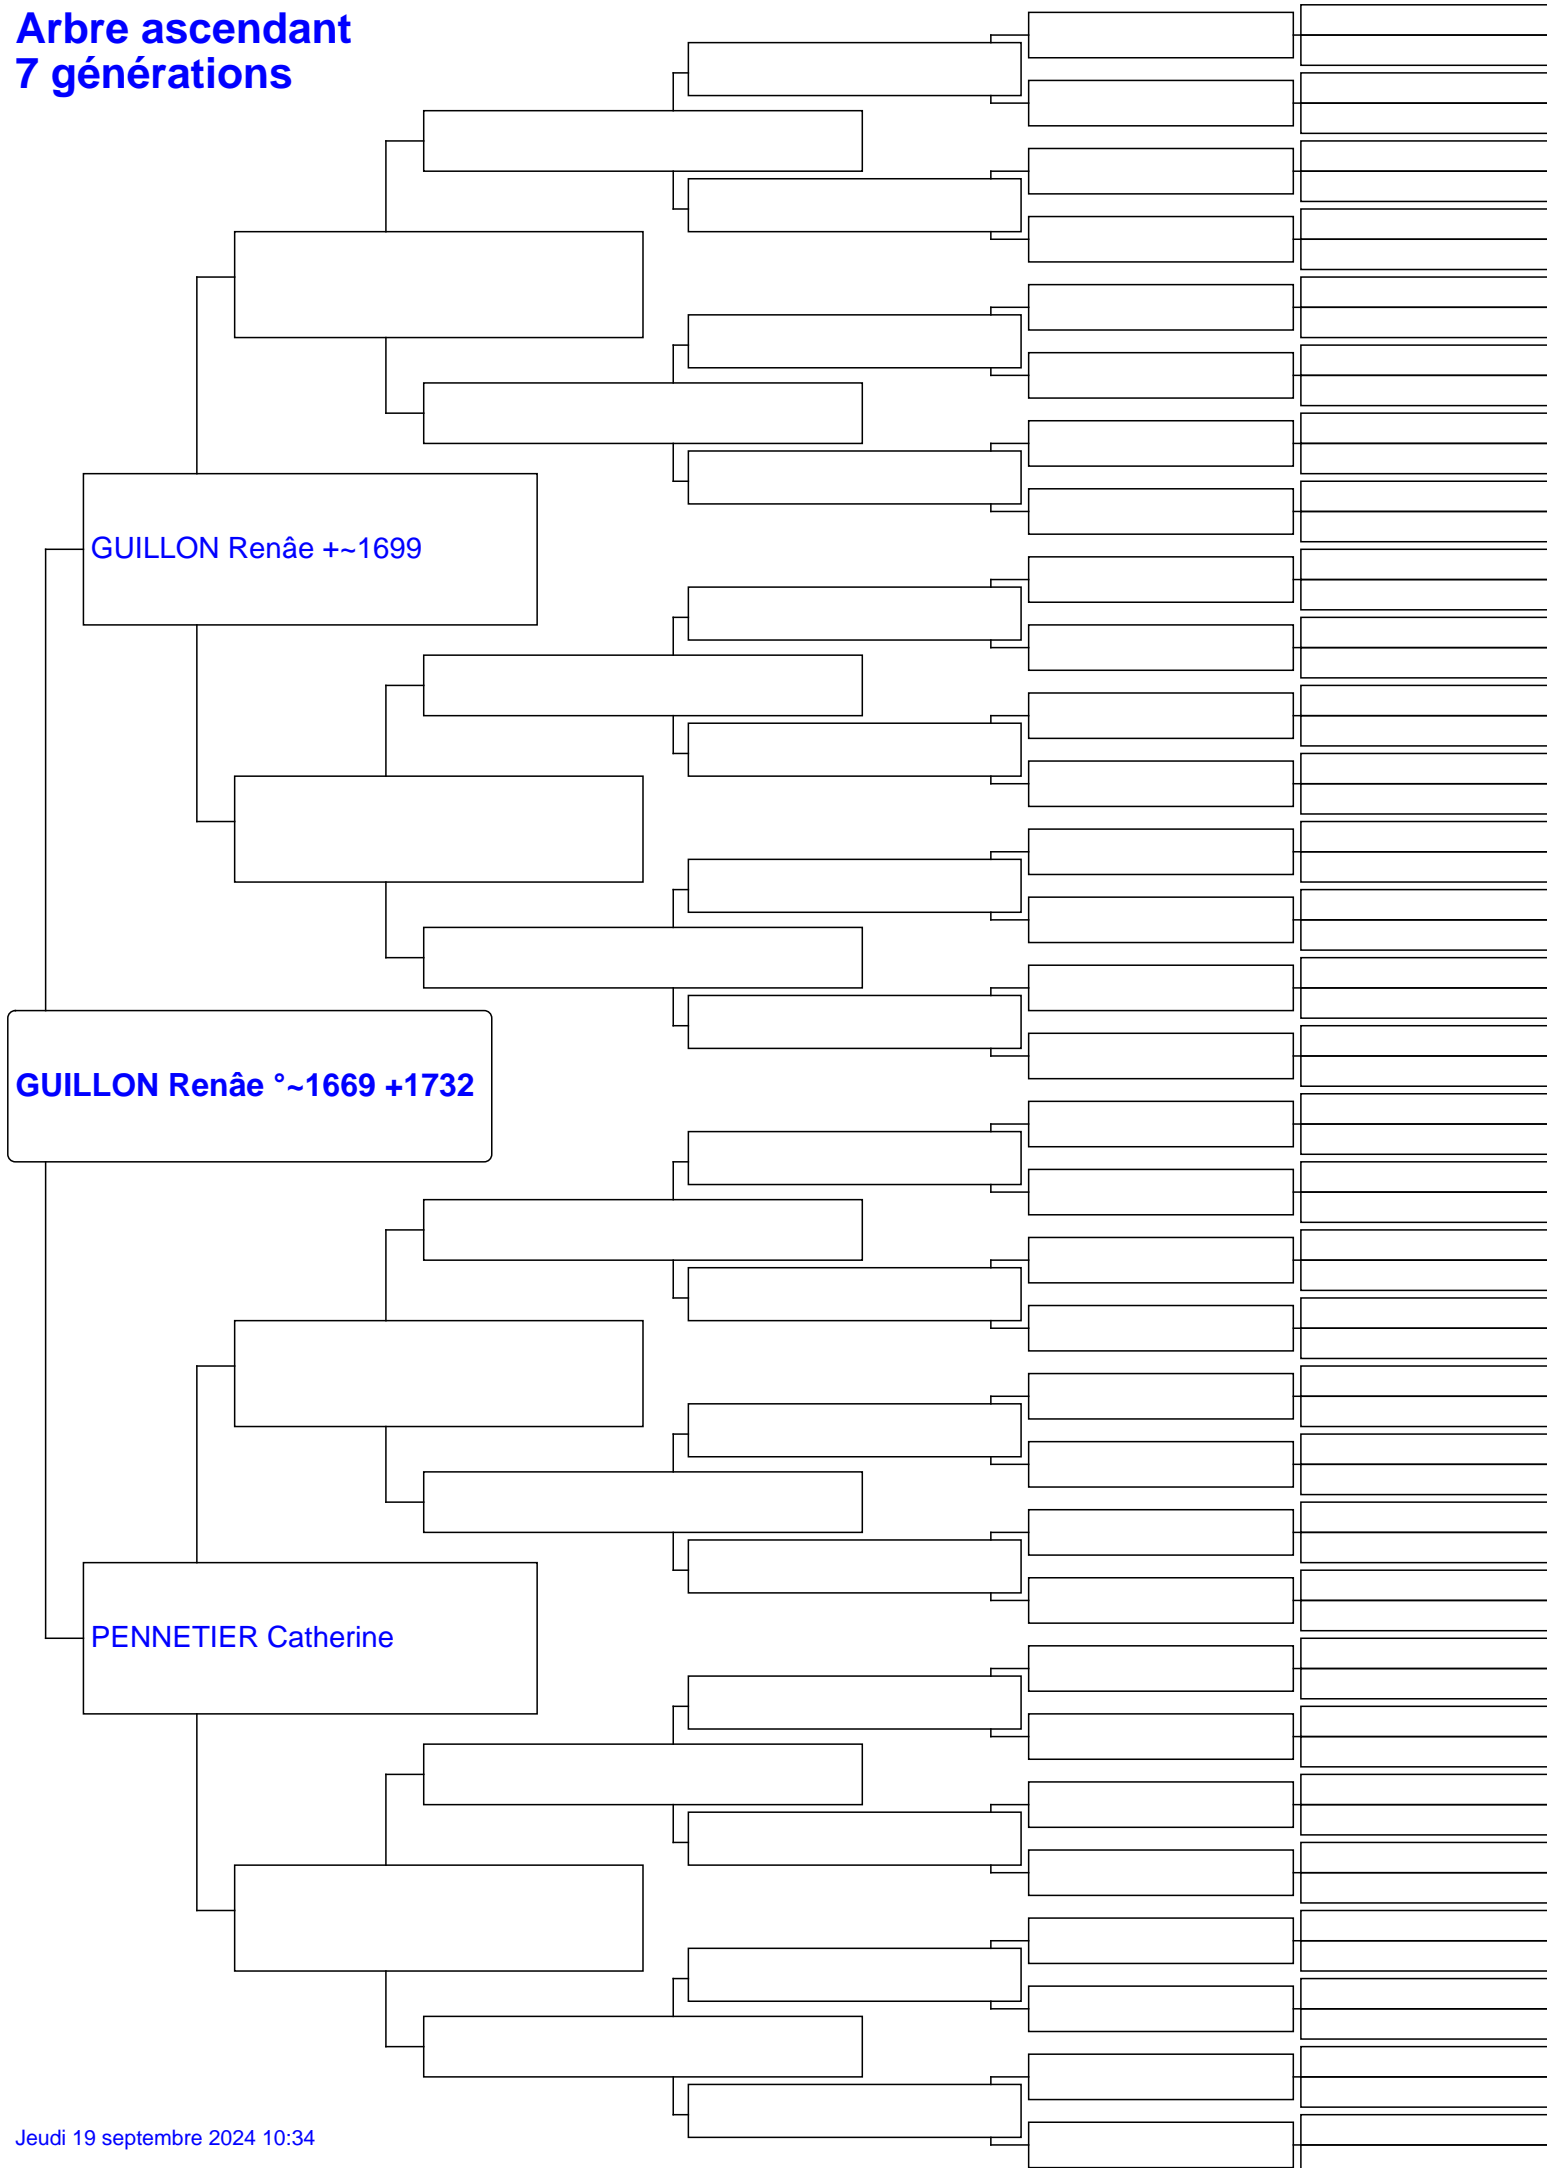 Arbre ascendant
7 générations
GUILLON Renâe +~1699
GUILLON Renâe °~1669 +1732
PENNETIER Catherine
Jeudi 19 septembre 2024 10:34